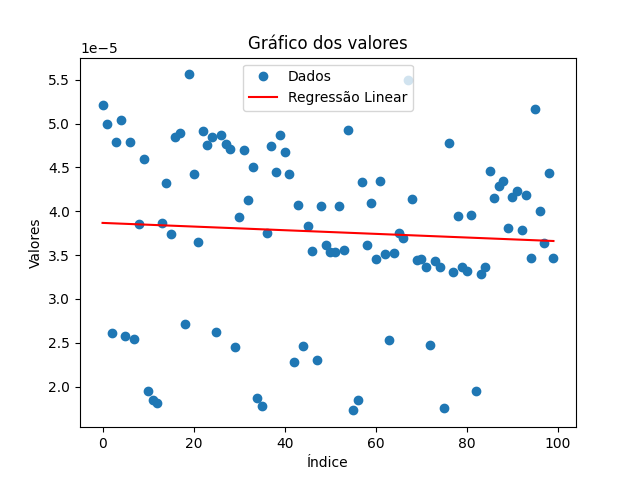 Gráfico dos valores
1e−5
Dados
Regressão Linear
5.5
5.0
4.5
4.0
3.5
3.0
2.5
2.0
Valores
0 20 40 60 80 100
Índice